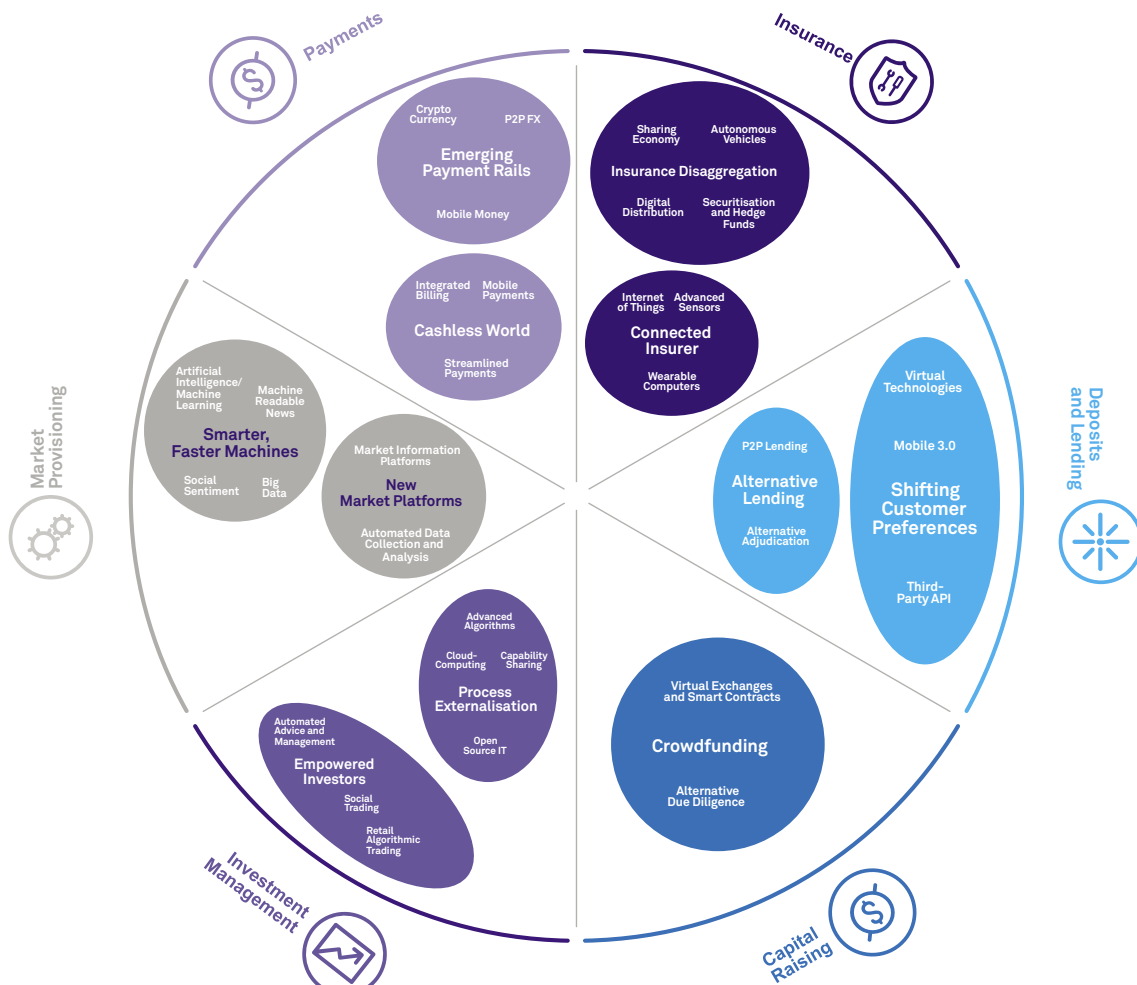 Payments
Crypto
Currency
P2P FX
Emerging
Payment Rails
Mobile Money
Integrated
Billing
Mobile
Payments
Cashless World
Streamlined
Payments
Insurance
Sharing
Economy
Autonomous
Vehicles
Insurance Disaggregation
Digital
Distribution
Securitisation
and Hedge
Funds
Internet
of Things
Advanced
Sensors
Connected
Insurer
Wearable
Computers
Deposits
and Lending
Virtual
Technologies
Mobile 3.0
Shifting
Customer
Preferences
Third-
Party API
P2P Lending
Alternative
Lending
Alternative
Adjudication
Capital
Raising
Virtual Exchanges
and Smart Contracts
Crowdfunding
Alternative
Due Diligence
Investment
Management
Advanced
Algorithms
Cloud-
Computing
Capability
Sharing
Process
Externalisation
Open
Source IT
Automated
Advice and
Management
Empowered
Investors
Social
Trading
Retail
Algorithmic
Trading
Market
Provisioning
Artificial
Intelligence/
Machine
Learning
Machine
Readable
News
Smarter,
Faster Machines
Social
Sentiment
Big
Data
Market Information
Platforms
New
Market Platforms
Automated Data
Collection and
Analysis